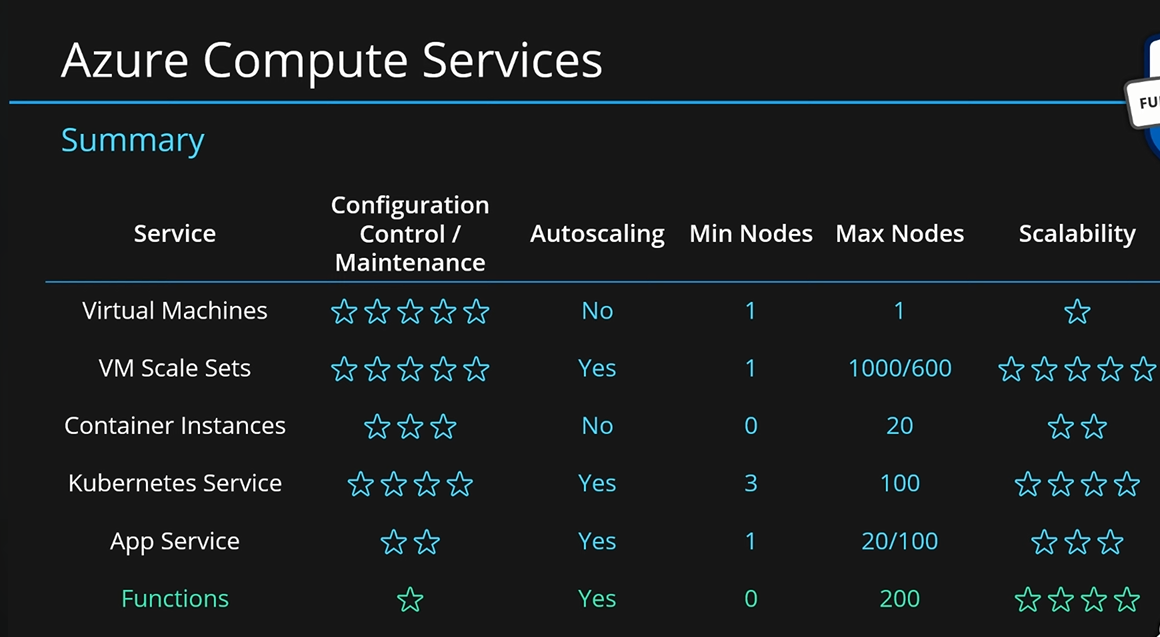 Azure Compute Services
Summary
Service
Configuration
Control /
Maintenance
Autoscaling
Min Nodes
Max Nodes
Scalability
Virtual Machines No 1 1
VM Scale Sets Yes 1 1000/600
Container Instances No 0 20
Kubernetes Service Yes 3 100
App Service Yes 1 20/100
Functions Yes 0 200